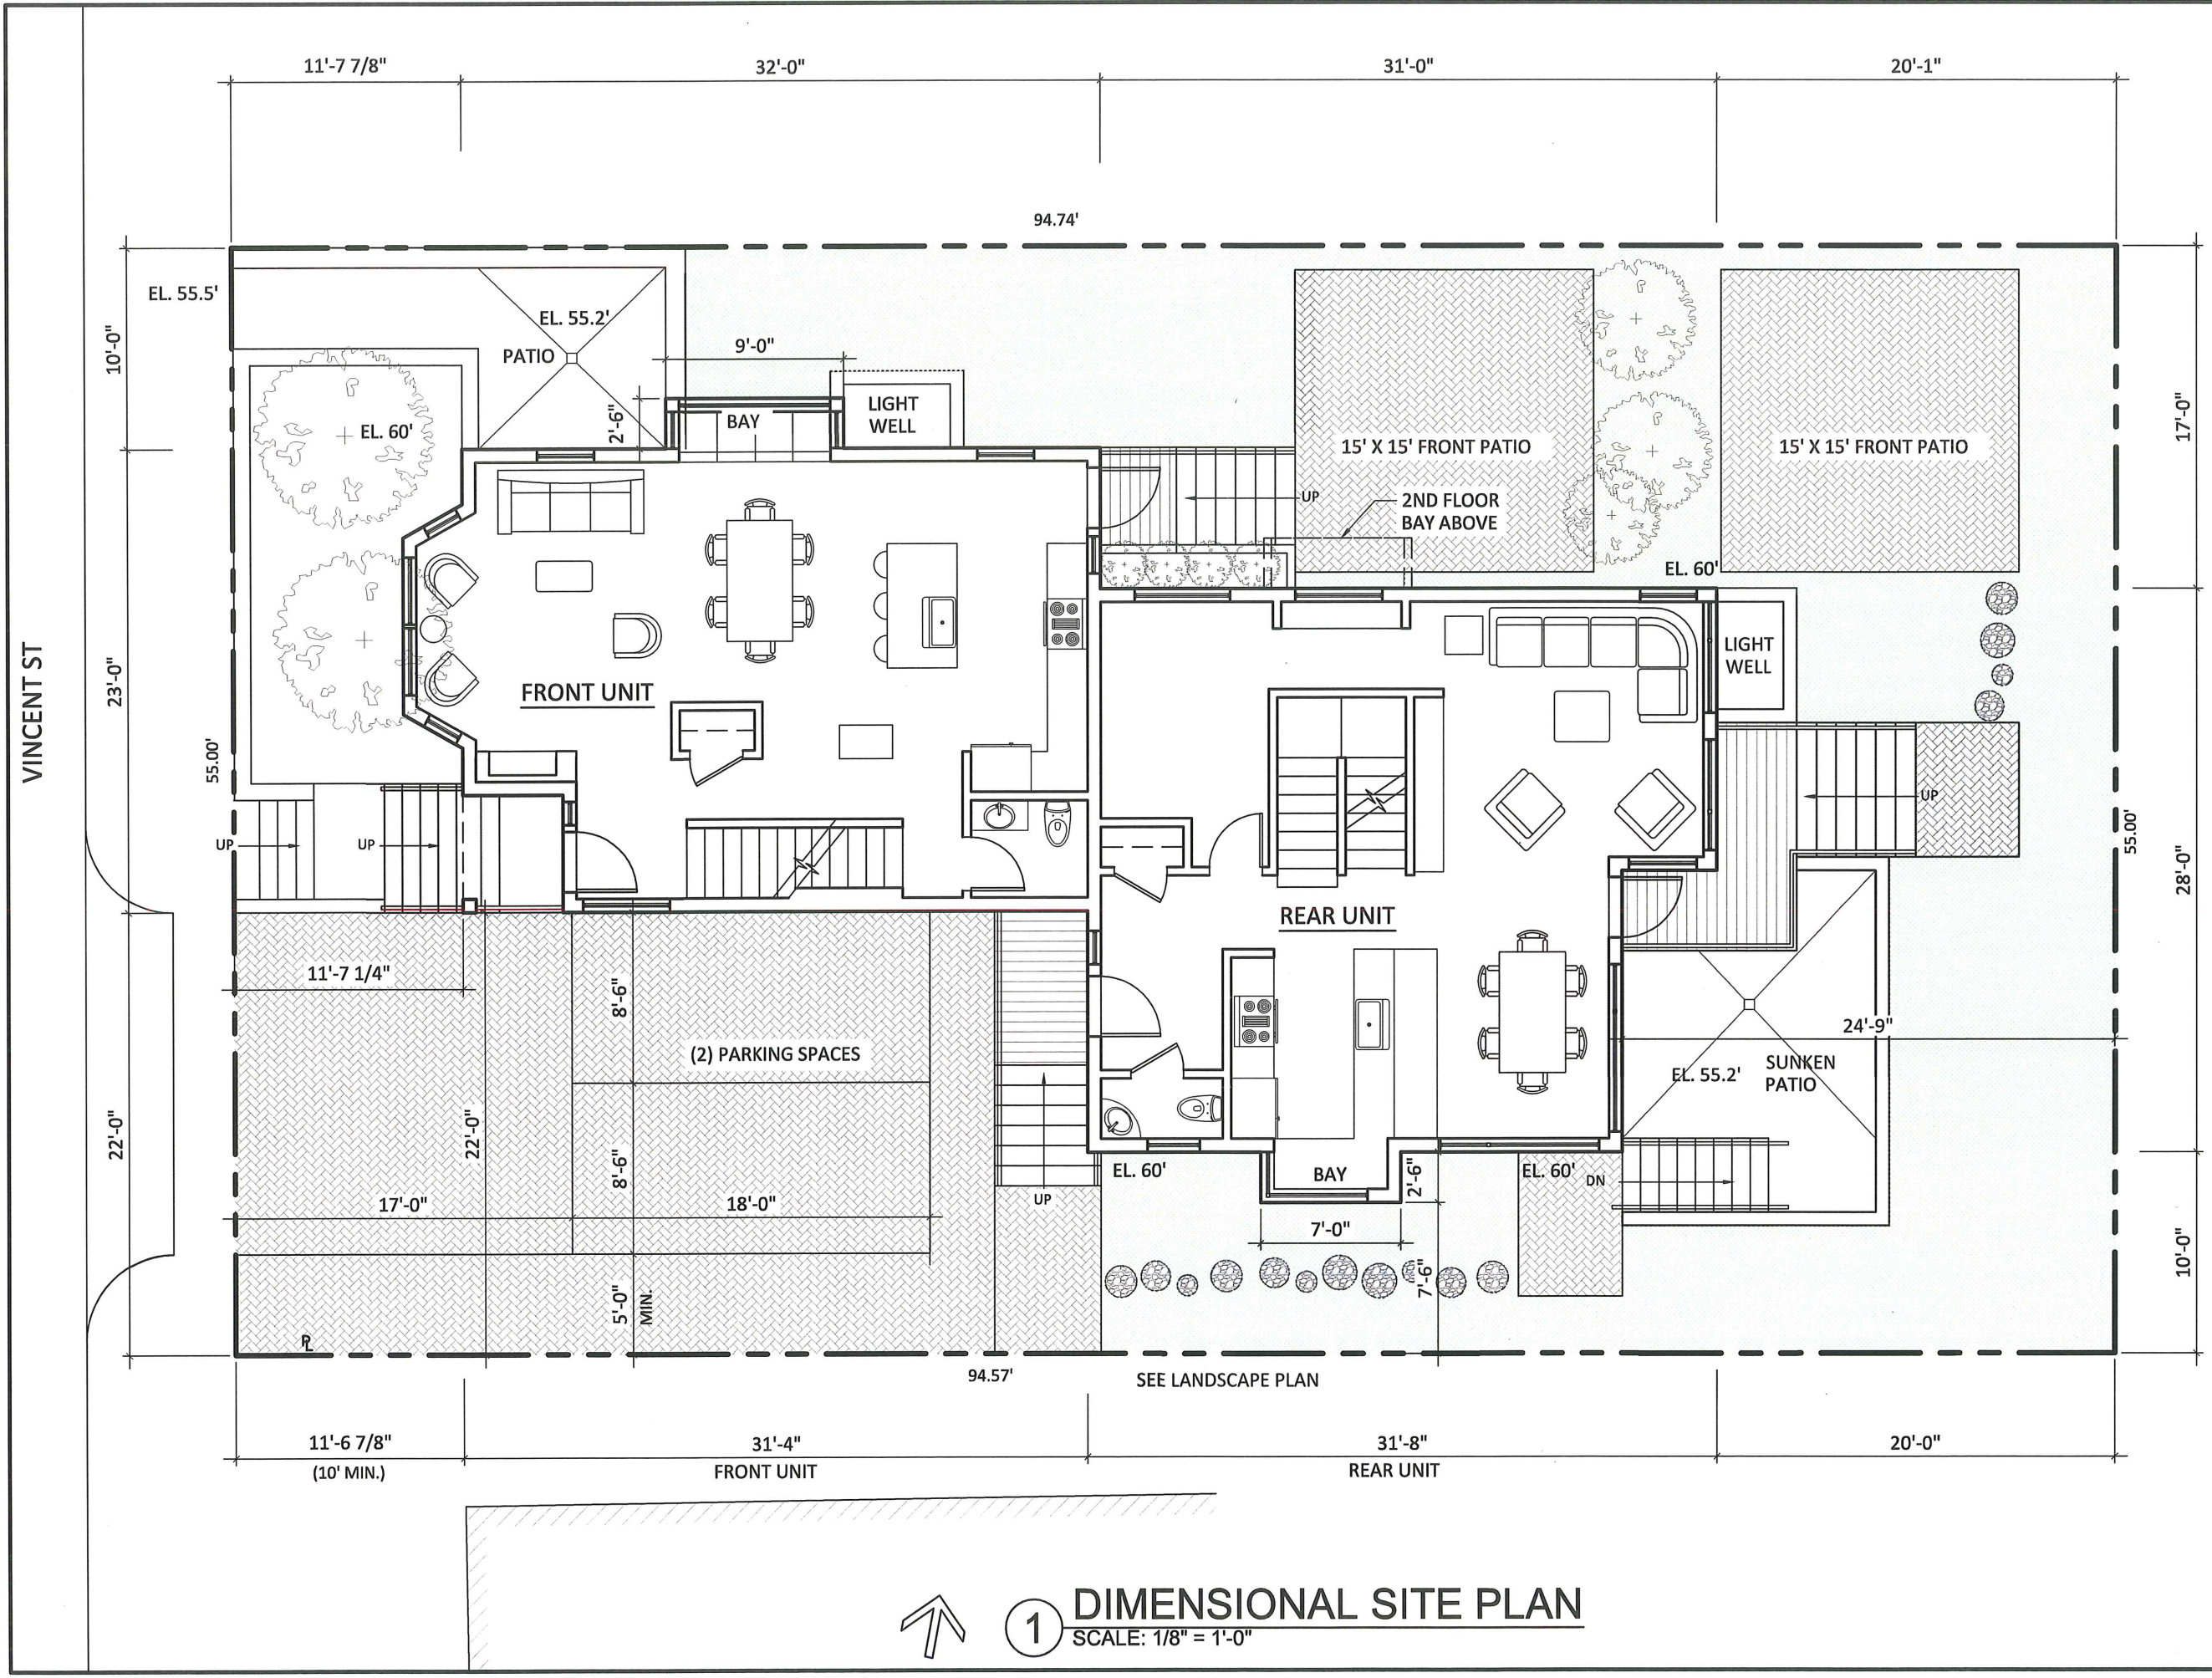 11'-7 7/8"
32'-0"
31'-0"
20'-1"
94.74'
EL. 55.5'
10'-0"
EL. 55.2'
PATIO
9'-0"
2'-6"
BAY
LIGHT
WELL
EL. 60'
15' X 15' FRONT PATIO
15' X 15' FRONT PATIO
17'-0"
UP
2ND FLOOR
BAY ABOVE
EL. 60'
VINCENT ST
23'-0"
55.00'
FRONT UNIT
LIGHT
WELL
UP
UP
UP
55.00'
28'-0"
REAR UNIT
11'-7 1/4"
8'-6"
(2) PARKING SPACES
24'-9"
EL. 55.2'
SUNKEN
PATIO
22'-0"
22'-0"
8'-6"
17'-0"
18'-0"
UP
EL. 60'
BAY
2'-6"
EL. 60'
DN
7'-0"
7'-6"
10'-0"
5'-0"
MIN.
PL
94.57'
SEE LANDSCAPE PLAN
11'-6 7/8"
(10' MIN.)
31'-4"
FRONT UNIT
31'-8"
REAR UNIT
20'-0"
1
DIMENSIONAL SITE PLAN
SCALE: 1/8" = 1'-0"